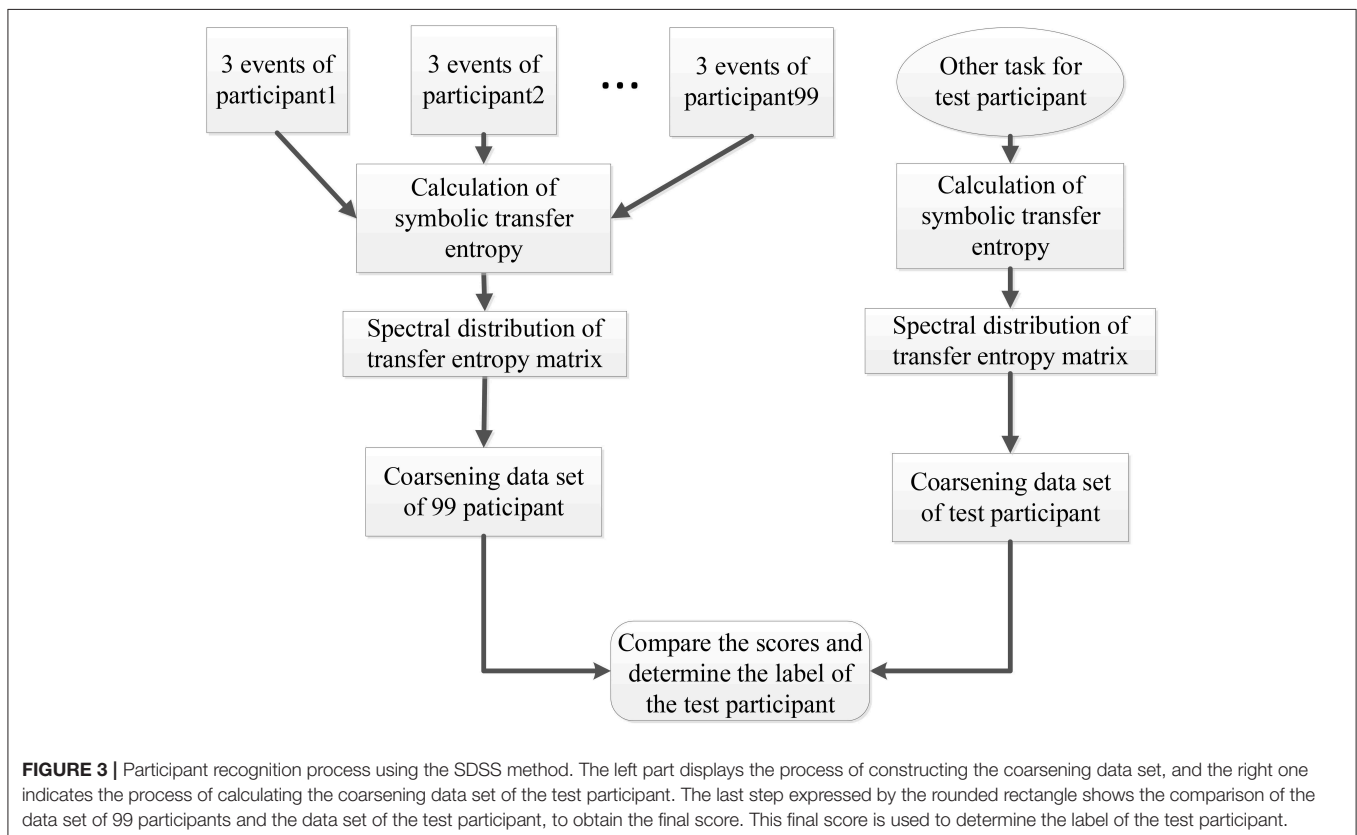 3 events of
participant1
3 events of
participant2
...
3 events of
participant99
Other task for
test participant
Calculation of
symbolic transfer
entropy
Calculation of
symbolic transfer
entropy
Spectral distribution of
transfer entropy matrix
Spectral distribution of
transfer entropy matrix
Coarsening data set
of 99 paticipant
Coarsening data set
of test participant
Compare the scores and
determine the label of
the test participant
FIGURE 3 | Participant recognition process using the SDSS method. The left part displays the process of constructing the coarsening data set, and the right one
indicates the process of calculating the coarsening data set of the test participant. The last step expressed by the rounded rectangle shows the comparison of the
data set of 99 participants and the data set of the test participant, to obtain the final score. This final score is used to determine the label of the test participant.